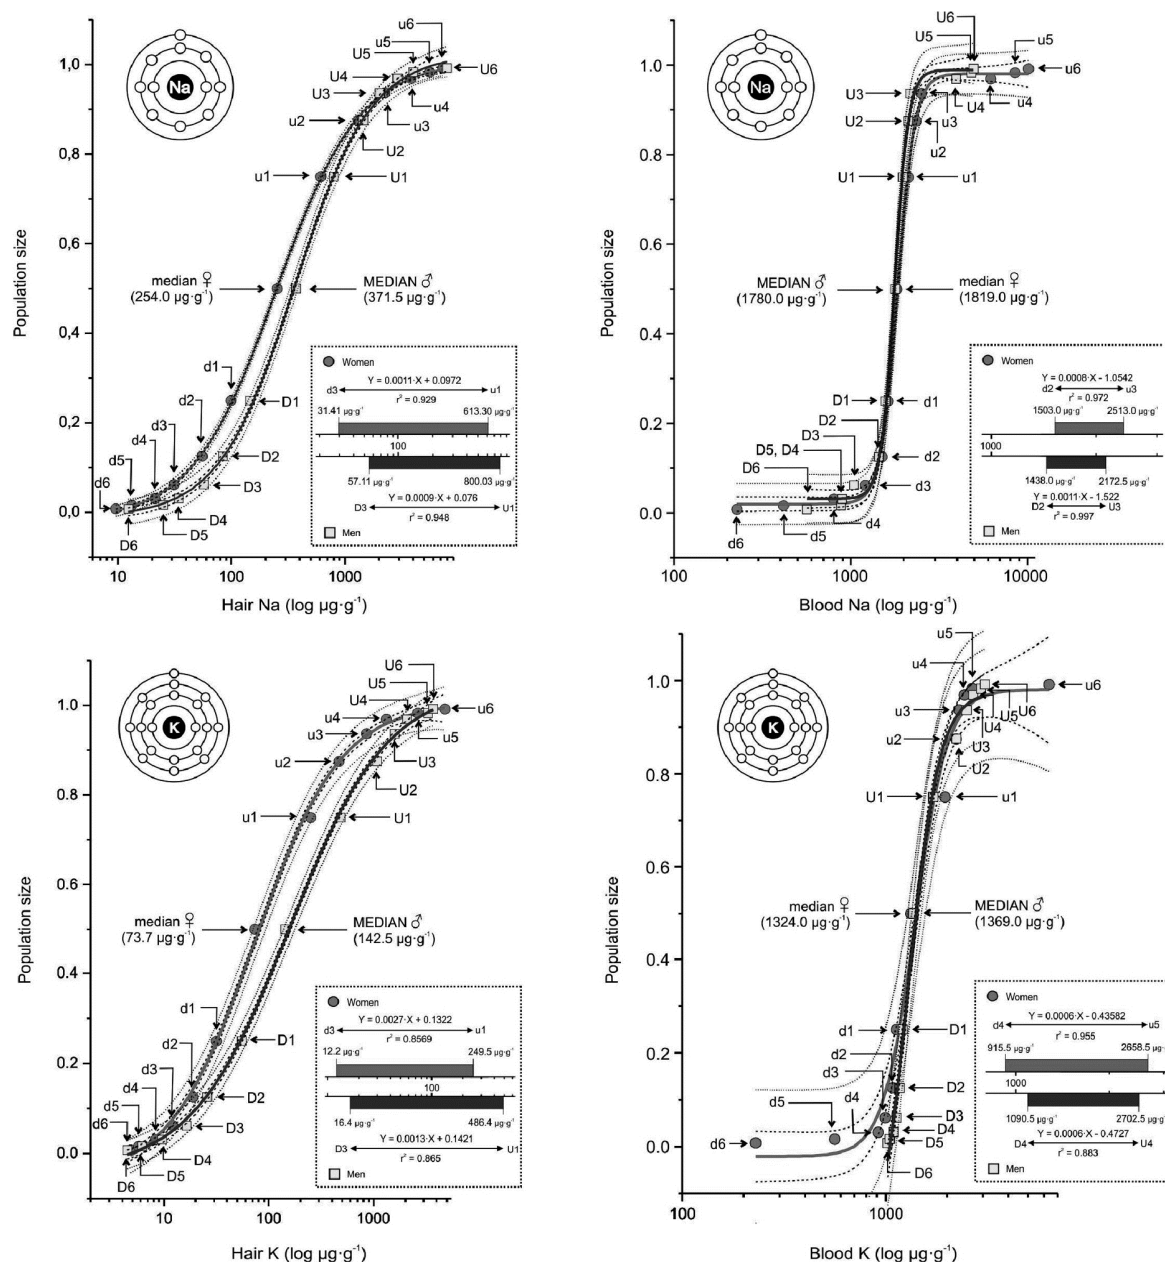 Na
Population size
1,0
0.8
0,6
0,4
0.2
0,0
10
100
1000
Hair Na (log µg·g⁻¹)
u6
u5
U5
U4
U3
u2
u1
U6
u4
u3
U2
U1
median ♀
(254.0 µg·g⁻¹)
MEDIAN ♂
(371.5 µg·g⁻¹)
d1
d2
d3
d4
d5
d6
D1
D2
D3
D4
D5
D6
Women
Y = 0.0011·X + 0.0972
d3
u1
r² = 0.929
31.41 µg·g⁻¹
613.30 µg·g⁻¹
100
57.11 µg·g⁻¹
800.03 µg·g⁻¹
Y = 0.0009·X + 0.076
D3
U1
r² = 0.948
Men
Na
Population size
1,0
0.8
0,6
0,4
0.2
0.0
100
1000
10000
Blood Na (log µg·g⁻¹)
U6
U5
u5
u6
U4
u4
U3
u3
U2
u2
U1
u1
MEDIAN ♂
(1780.0 µg·g⁻¹)
median ♀
(1819.0 µg·g⁻¹)
D1
d1
D2
D3
d2
D5, D4
D6
d3
d4
d5
d6
Women
Y = 0.0008·X – 1.0542
d2
u3
r² = 0.972
1503.0 µg·g⁻¹
2513.0 µg·g⁻¹
1000
1438.0 µg·g⁻¹
2172.5 µg·g⁻¹
Y = 0.0011·X – 1.522
D2
U3
r² = 0.997
Men
K
Population size
1.0
0.8
0.6
0.4
0.2
0.0
10
100
1000
Hair K (log µg·g⁻¹)
U6
U5
U4
u4
u6
u3
u5
U3
u2
U2
u1
U1
median ♀
(73.7 µg·g⁻¹)
MEDIAN ♂
(142.5 µg·g⁻¹)
d1
D1
d2
d3
d4
d5
d6
D2
D3
D4
D5
D6
Women
Y = 0.0027·X + 0.1322
d3
u1
r² = 0.8569
12.2 µg·g⁻¹
249.5 µg·g⁻¹
100
16.4 µg·g⁻¹
486.4 µg·g⁻¹
Y = 0.0013·X + 0.1421
D3
U1
r² = 0.865
Men
K
Population size
1.0
0.8
0.6
0.4
0.2
0.0
100
1000
Blood K (log µg·g⁻¹)
u5
u4
u6
u3
U6
U5
U4
u2
U3
U2
U1
u1
median ♀
(1324.0 µg·g⁻¹)
MEDIAN ♂
(1369.0 µg·g⁻¹)
d1
D1
d2
d3
D2
d5
d4
D3
D4
D5
d6
D6
Women
Y = 0.0006·X – 0.43582
d4
u5
r² = 0.955
915.5 µg·g⁻¹
2658.5 µg·g⁻¹
1000
1090.5 µg·g⁻¹
2702.5 µg·g⁻¹
Y = 0.0006·X – 0.4727
D4
U4
r² = 0.883
Men